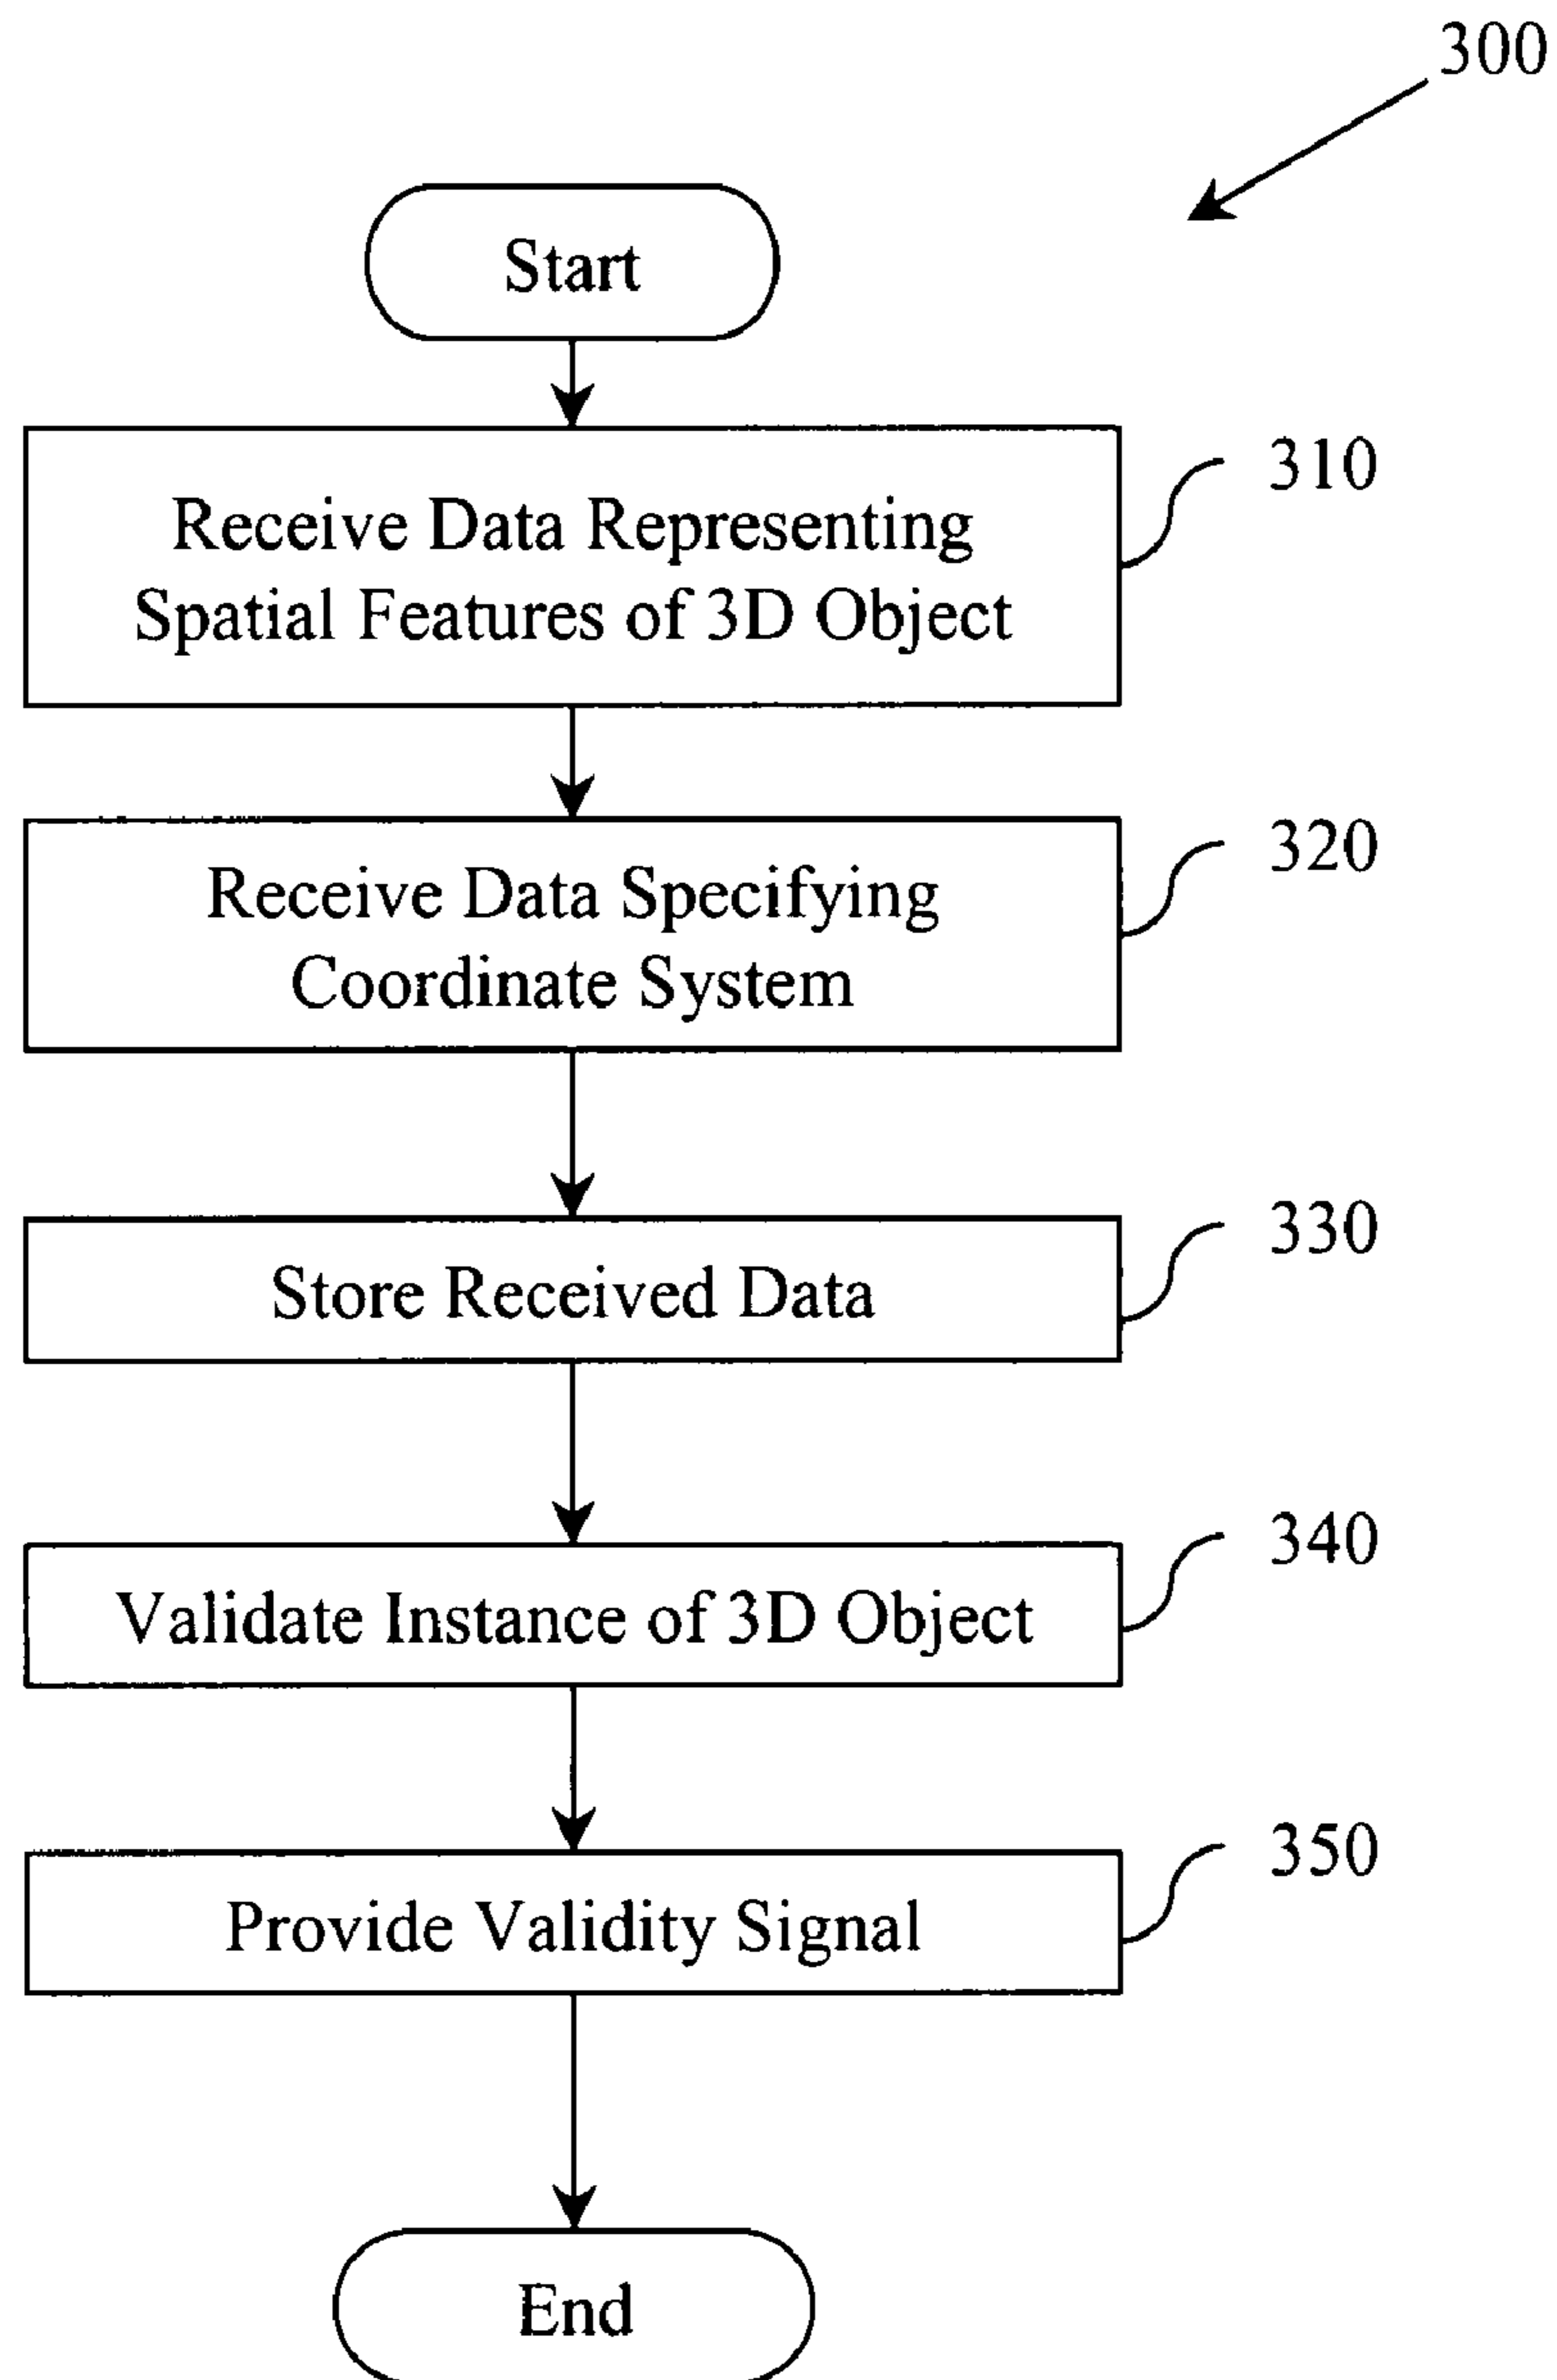 300
Start
310
Receive Data Representing
Spatial Features of 3D Object
320
Receive Data Specifying
Coordinate System
330
Store Received Data
340
Validate Instance of 3D Object
350
Provide Validity Signal
End